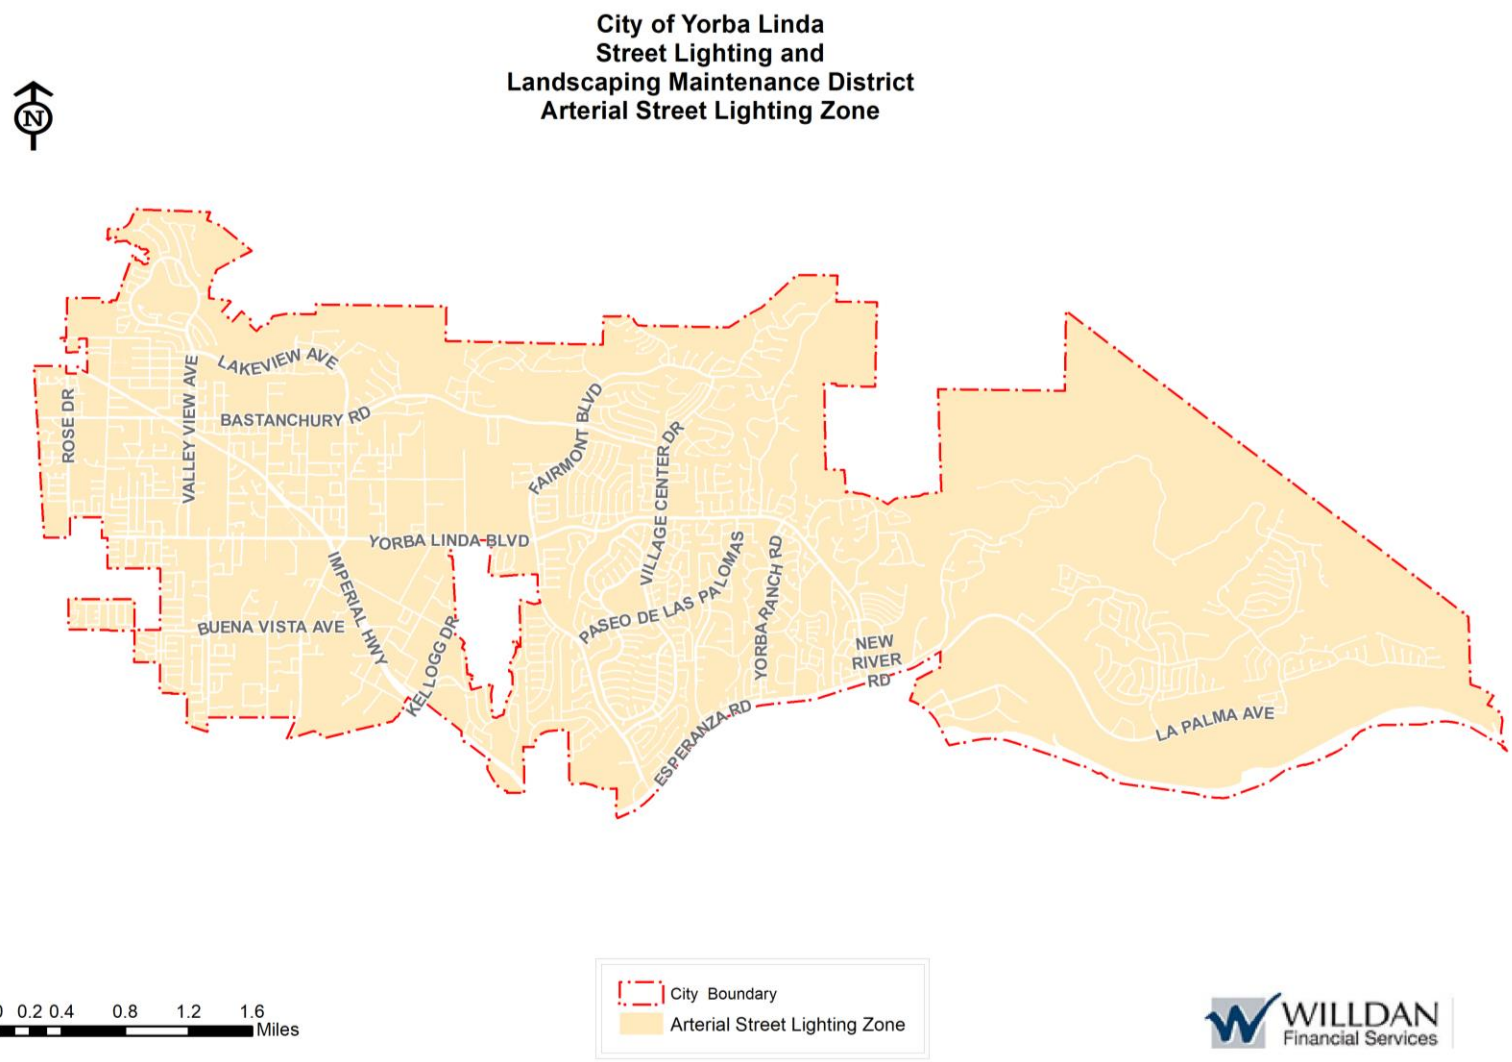 City of Yorba Linda
Street Lighting and
Landscaping Maintenance District
Arterial Street Lighting Zone
N
LAKEVIEW AVE
VALLEY VIEW AVE
ROSE DR
BASTANCHURY RD
FAIRMONT BLVD
VILLAGE CENTER DR
YORBA LINDA BLVD
IMPERIAL HWY
PASEO DE LAS PALOMAS
YORBA RANCH RD
BUENA VISTA AVE
KELLOGG DR
NEW
RIVER
RD
ESPERANZA RD
LA PALMA AVE
0 0.2 0.4 0.8 1.2 1.6
Miles
City Boundary
Arterial Street Lighting Zone
W WILLDAN
Financial Services